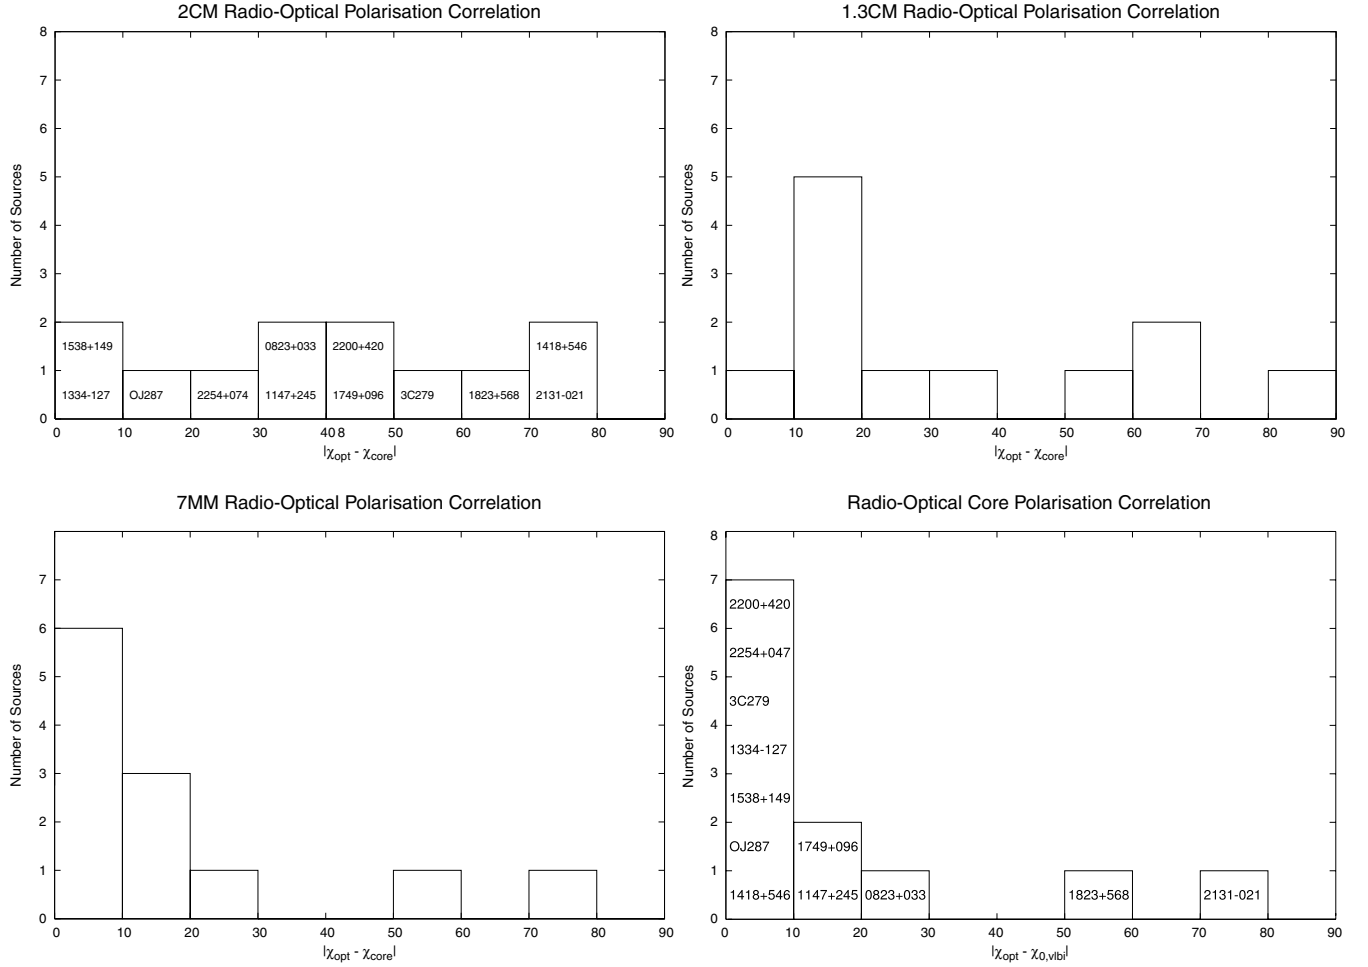 2CM Radio-Optical Polarisation Correlation
8
7
6
5
4
3
2
1
0
Number of Sources
1538+149
0823+033
2200+420
1418+546
1334-127
OJ287
2254+074
1147+245
1749+096
3C279
1823+568
2131-021
0 10 20 30 40 8 50 60 70 80 90
|χopt - χcore|
1.3CM Radio-Optical Polarisation Correlation
8
7
6
5
4
3
2
1
0
Number of Sources
0 10 20 30 40 50 60 70 80 90
|χopt - χcore|
7MM Radio-Optical Polarisation Correlation
7
6
5
4
3
2
1
0
Number of Sources
0 10 20 30 40 50 60 70 80 90
|χopt - χcore|
Radio-Optical Core Polarisation Correlation
8
7
6
5
4
3
2
1
0
Number of Sources
2200+420
2254+047
3C279
1334-127
1538+149
OJ287
1749+096
1418+546
1147+245
0823+033
1823+568
2131-021
0 10 20 30 40 50 60 70 80 90
|χopt - χ0,vlbi|